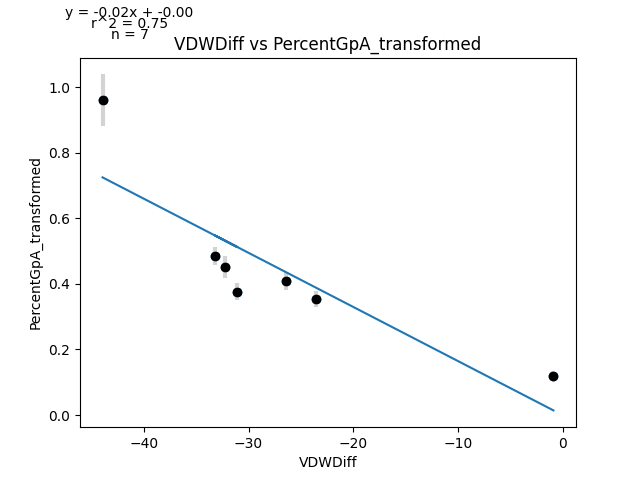 y = -0.02x + -0.00
r^2 = 0.75
n = 7
VDWDiff vs PercentGpA_transformed
PercentGpA_transformed
1.0
0.8
0.6
0.4
0.2
0.0
−40
−30
−20
−10
0
VDWDiff